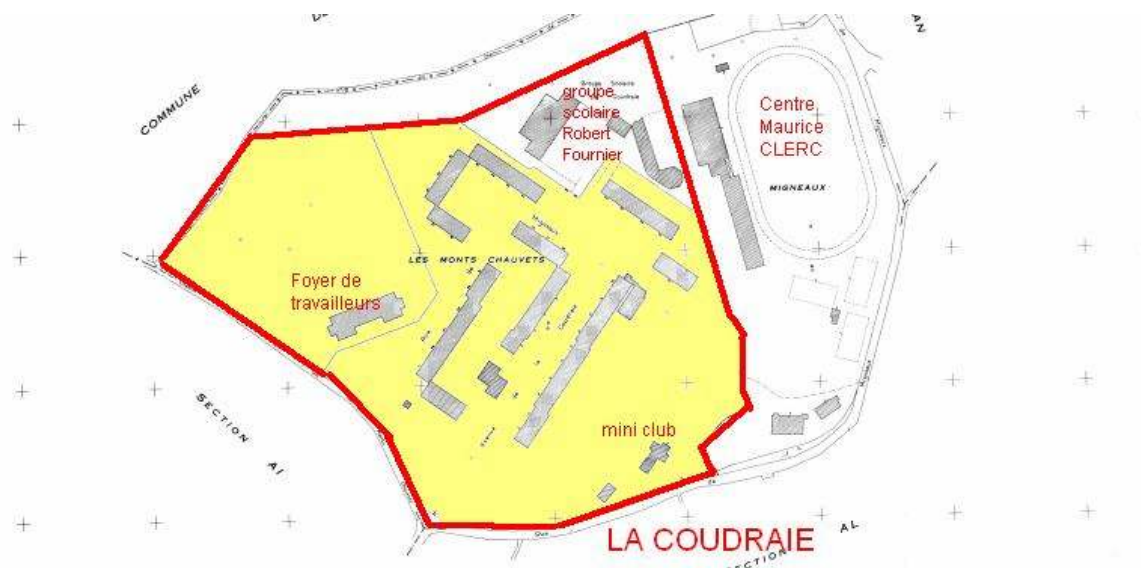 COMMUNE
groupe
scolaire
Robert
Fournier
Centre
Maurice
CLERC
MIGNEAUX
LES MONTS CHAUVETS
Foyer de
travailleurs
mini club
SECTION AI
LA COUDRAIE
SECTION AL